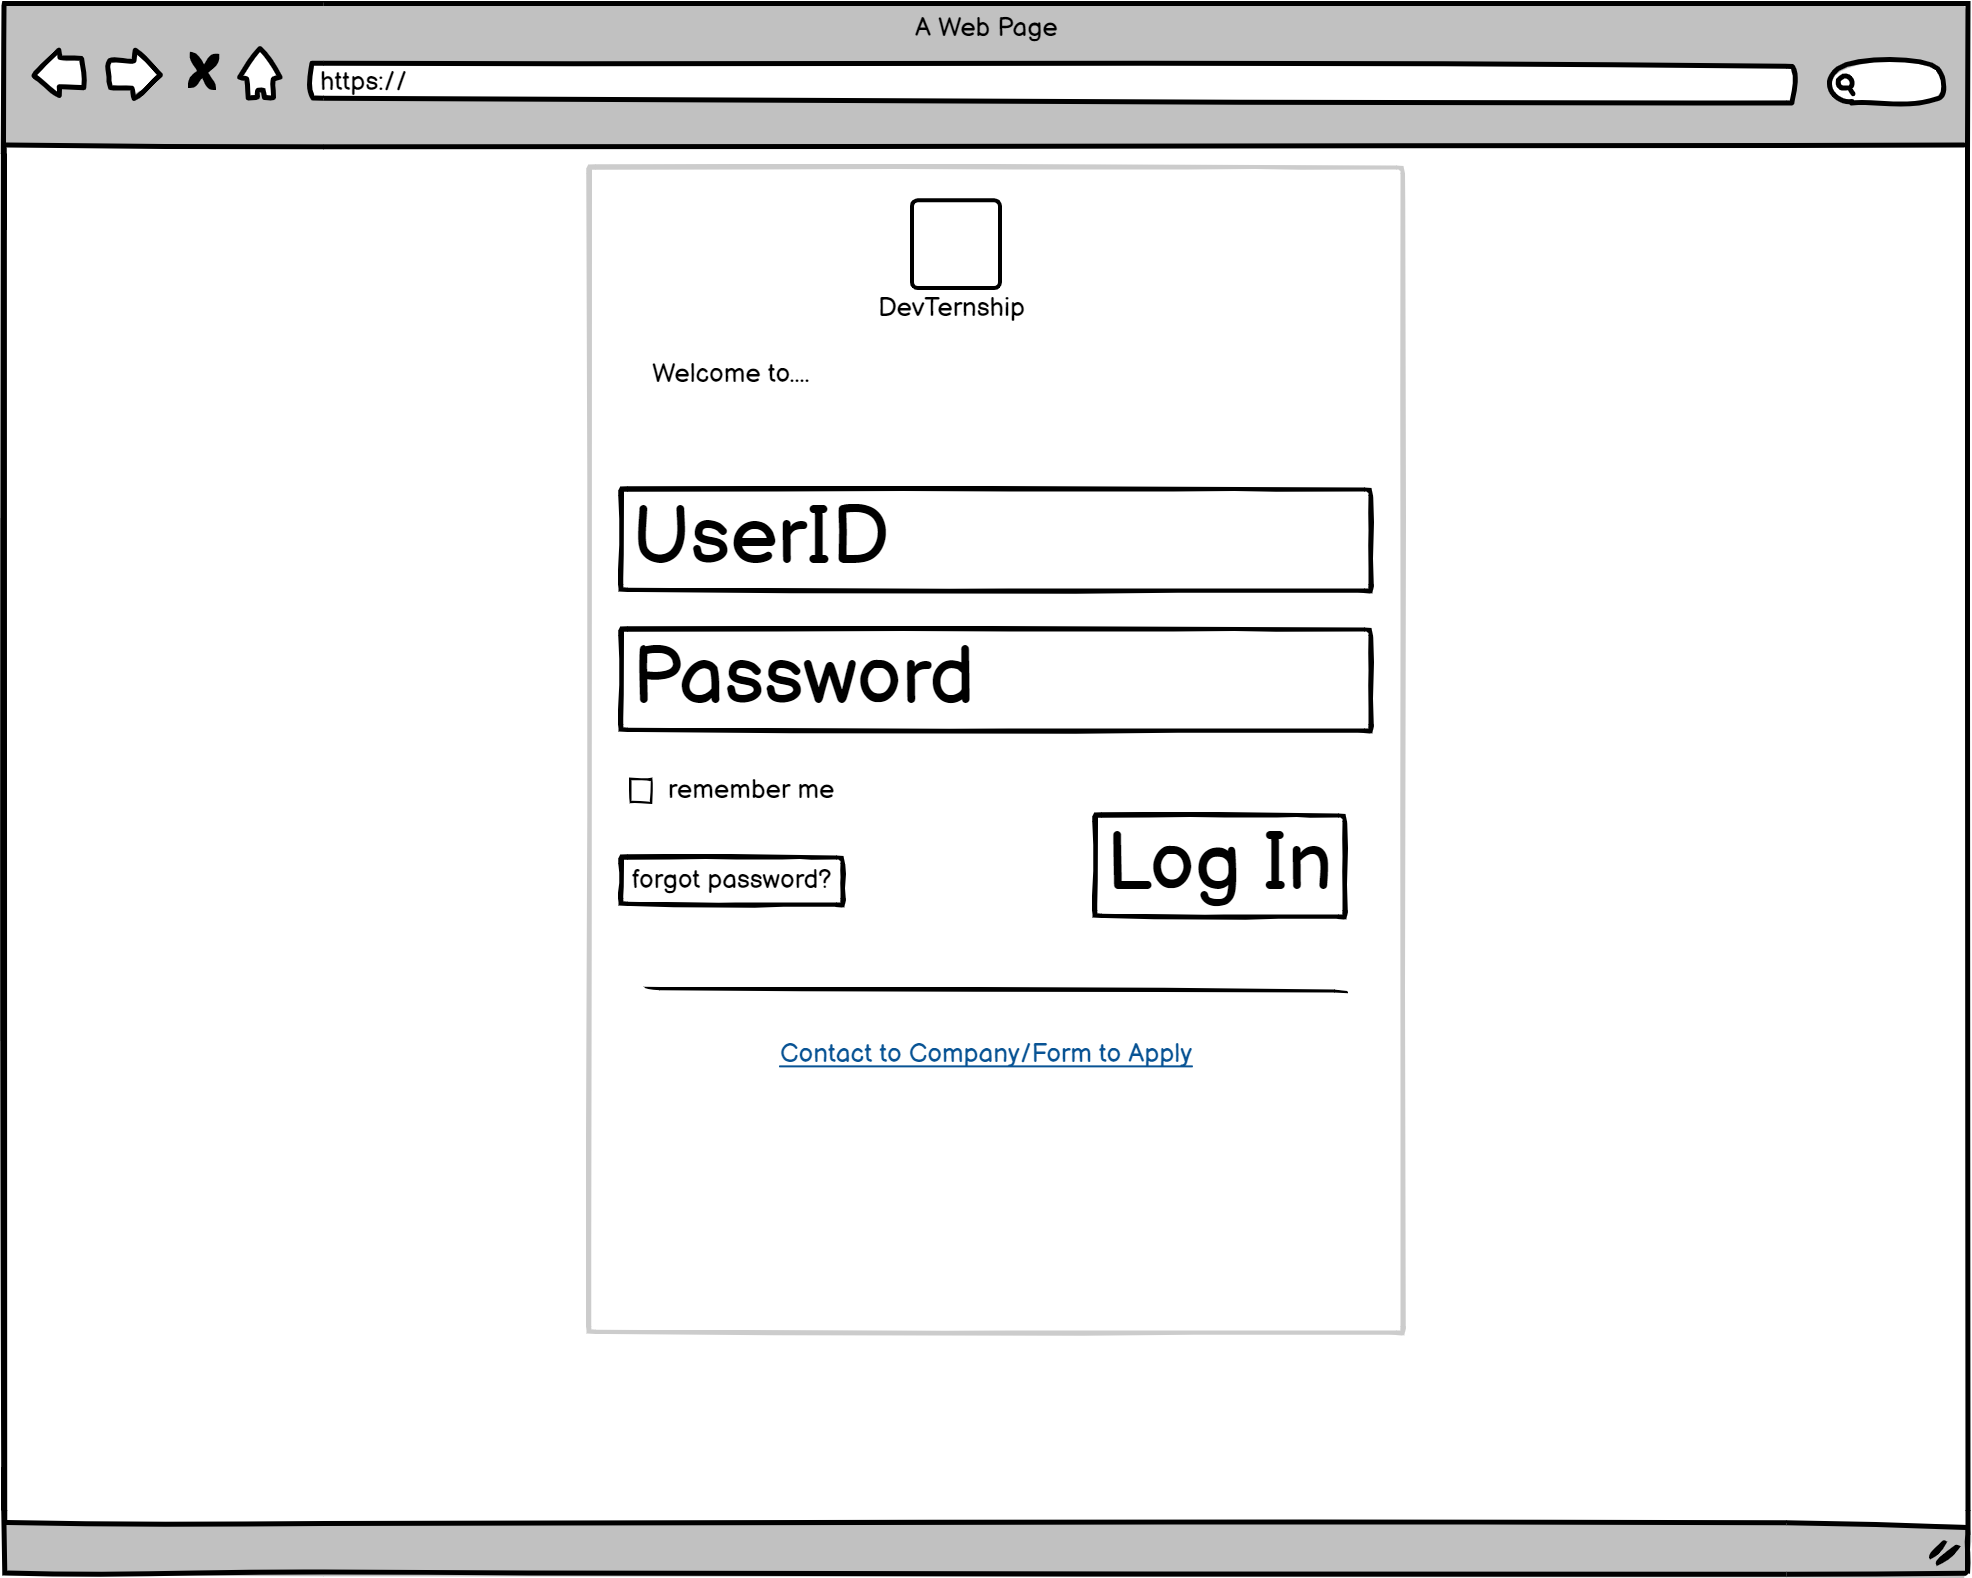 A Web Page
https://
DevTernship
Welcome to....
UserID
Password
remember me
forgot password?
Log In
Contact to Company/Form to Apply